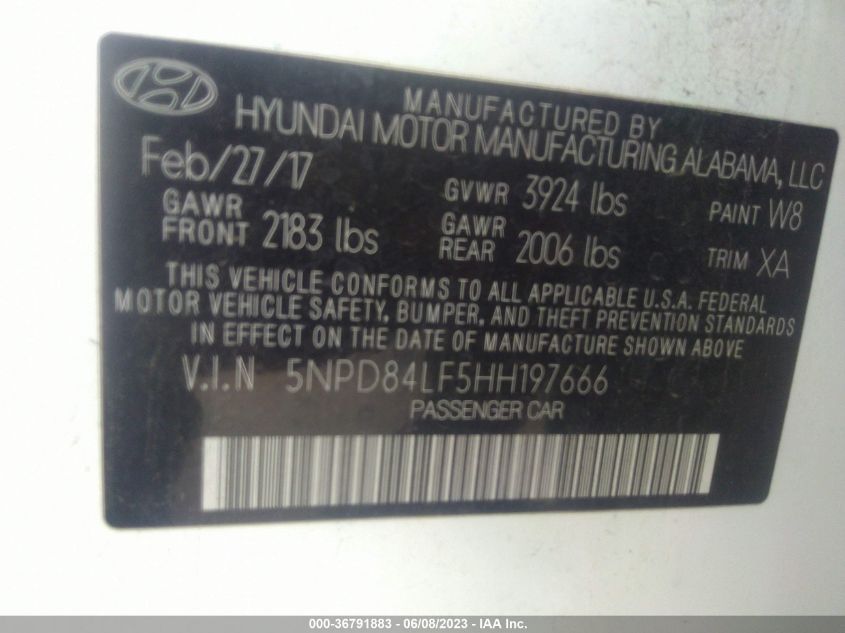 MANUFACTURED BY
HYUNDAI MOTOR MANUFACTURING ALABAMA, LLC
Feb/27/17 GVWR 3924 lbs PAINT W8
GAWR FRONT 2183 lbs GAWR REAR 2006 lbs TRIM XA
THIS VEHICLE CONFORMS TO ALL APPLICABLE U.S.A. FEDERAL
MOTOR VEHICLE SAFETY, BUMPER, AND THEFT PREVENTION STANDARDS
IN EFFECT ON THE DATE OF MANUFACTURE SHOWN ABOVE
V.I.N 5NPD84LF5HH197666
PASSENGER CAR
000-36791883 - 06/08/2023 - IAA Inc.